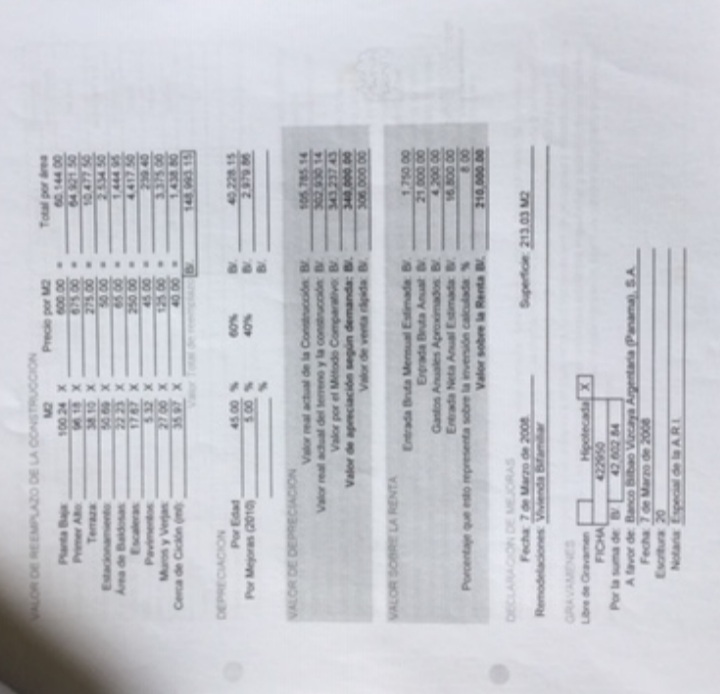 VALOR DE REEMPLAZO DE LA CONSTRUCCION
M2 Precio por M2 Total por área
Planta Baja: 100.24 X 600.00 = 60,144.00
Primer Alto: 96.18 X 675.00 = 64,921.50
Terraza: 38.10 X 275.00 = 10,477.50
Estacionamiento: 50.69 X 50.00 = 2,534.50
Área de Baldosas: 22.23 X 65.00 = 1,444.95
Escaleras: 17.67 X 250.00 = 4,417.50
Pavimentos: 5.32 X 45.00 = 239.40
Muros y Verjas: 27.00 X 125.00 = 3,375.00
Cerca de Ciclón (ml): 35.97 X 40.00 = 1,438.80
Valor Total de reemplazo B/. 148,993.15
DEPRECIACION
Por Edad 45.00 % 60% B/. 40,228.15
Por Mejoras (2010) 5.00 % 40% B/. 2,979.86
% B/.
VALOR DE DEPRECIACION
Valor real actual de la Construcción: B/. 105,785.14
Valor real actual del terreno y la construcción: B/. 302,930.14
Valor por el Método Comparativo: B/. 343,237.43
Valor de apreciación según demanda: B/. 340,000.00
Valor de venta rápida: B/. 306,000.00
VALOR SOBRE LA RENTA
Entrada Bruta Mensual Estimada: B/. 1,750.00
Entrada Bruta Anual: B/. 21,000.00
Gastos Anuales Aproximados: B/. 4,200.00
Entrada Neta Anual Estimada: B/. 16,800.00
Porcentaje que esto representa sobre la inversión calculada: % 8.00
Valor sobre la Renta B/. 210,000.00
DECLARACION DE MEJORAS
Fecha: 7 de Marzo de 2008. Superficie: 213.03 M2
Remodelaciones: Vivienda Bifamiliar
GRAVAMENES
Libre de Gravamen Hipotecada X
FICHA 422650
Por la suma de: B/. 42,602.84
A favor de: Banco Bilbao Vizcaya Argentaria (Panama), S.A.
Fecha: 7 de Marzo de 2008
Escritura: 20
Notaria: Especial de la A.R.I.